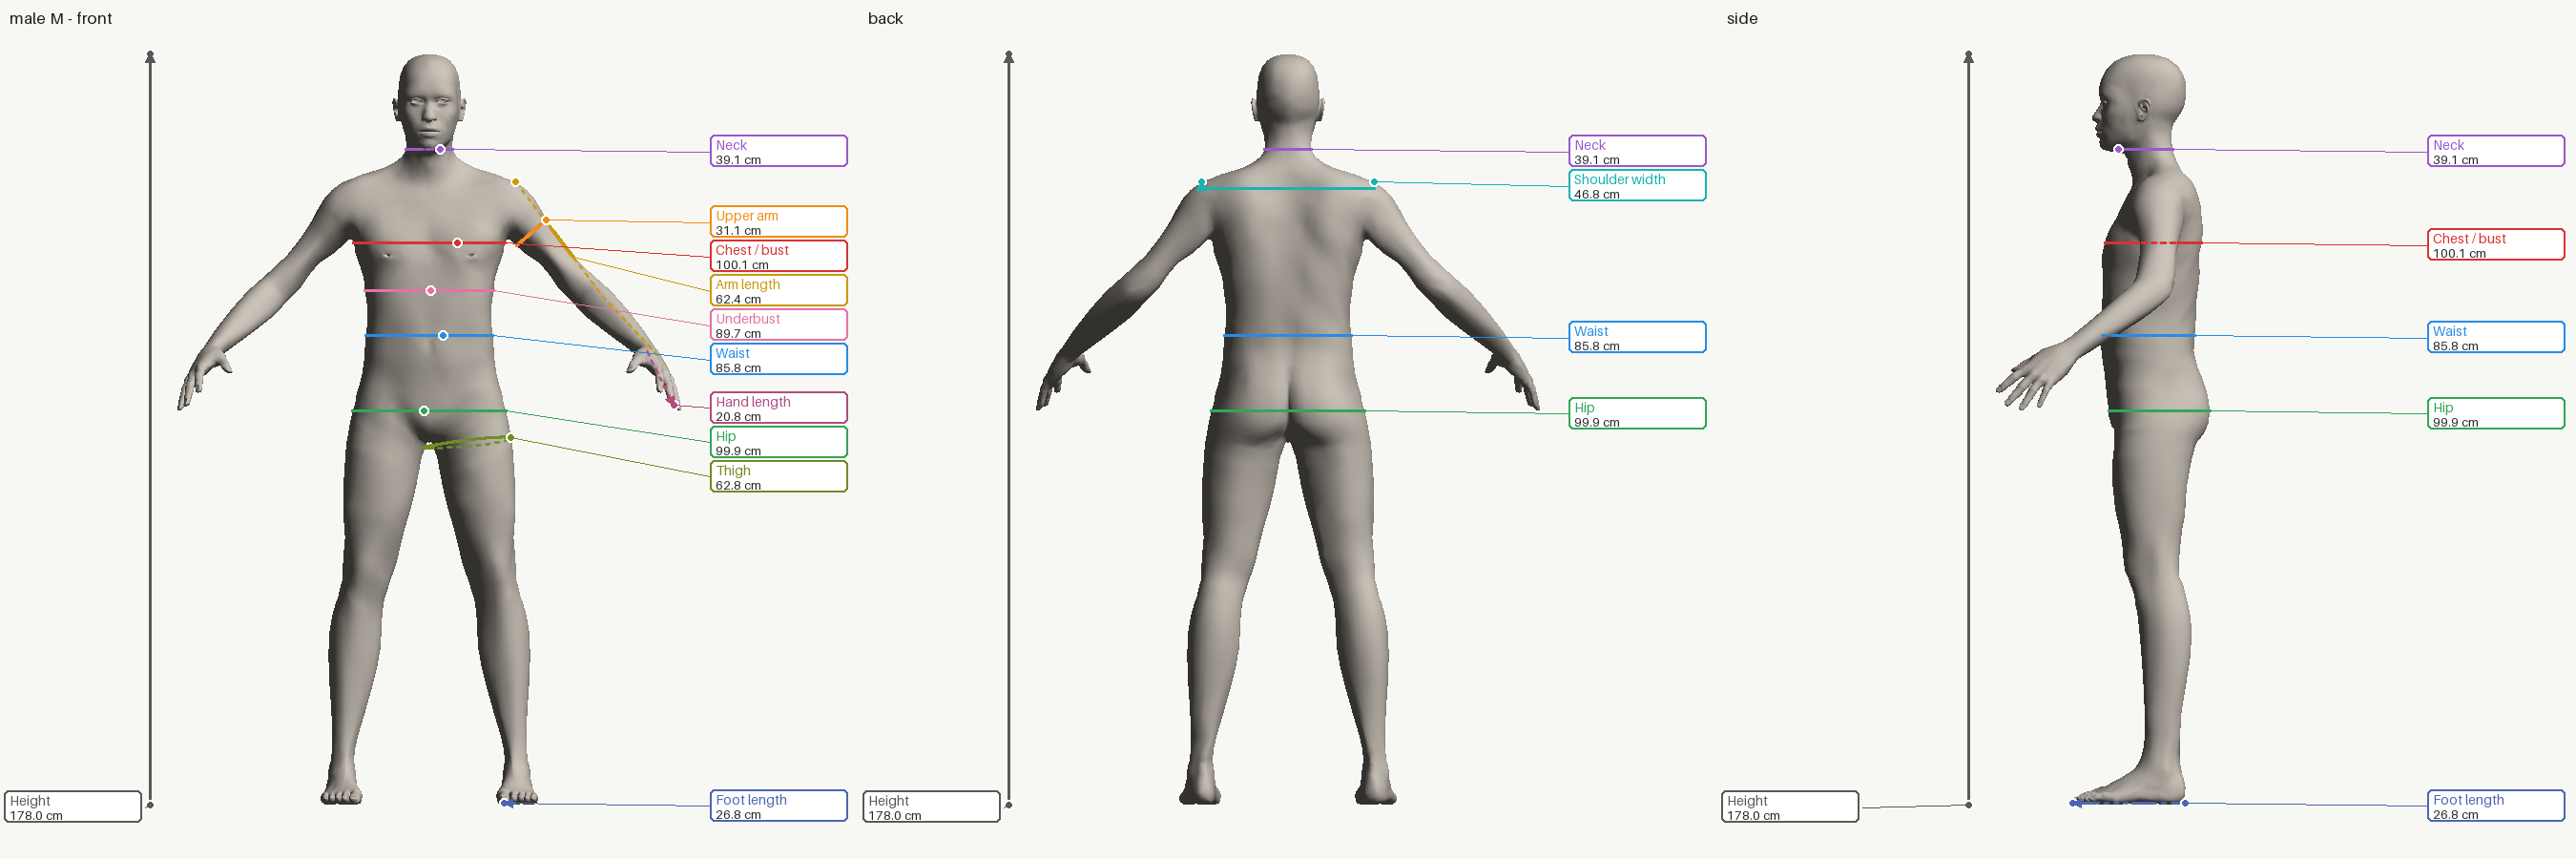 male M - front
Neck
39.1 cm
Upper arm
31.1 cm
Chest / bust
100.1 cm
Arm length
62.4 cm
Underbust
89.7 cm
Waist
85.8 cm
Hand length
20.8 cm
Hip
99.9 cm
Thigh
62.8 cm
Height
178.0 cm
Foot length
26.8 cm
back
Neck
39.1 cm
Shoulder width
46.8 cm
Waist
85.8 cm
Hip
99.9 cm
Height
178.0 cm
side
Neck
39.1 cm
Chest / bust
100.1 cm
Waist
85.8 cm
Hip
99.9 cm
Height
178.0 cm
Foot length
26.8 cm